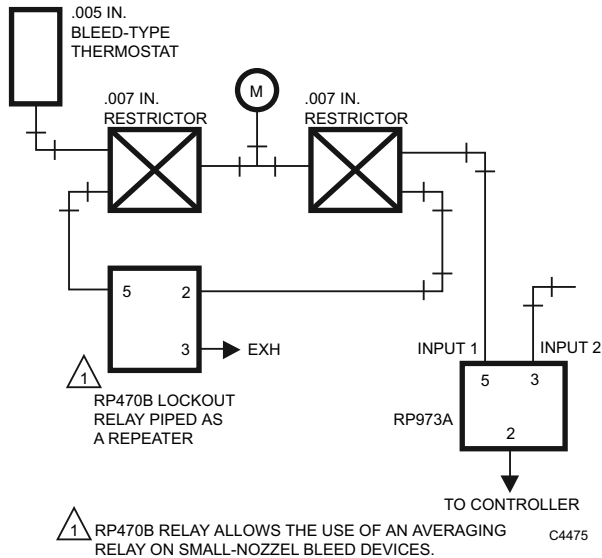 .005 IN.
BLEED-TYPE
THERMOSTAT
.007 IN.
RESTRICTOR
M
.007 IN.
RESTRICTOR
5
2
3
EXH
1
RP470B LOCKOUT
RELAY PIPED AS
A REPEATER
INPUT 1
INPUT 2
5
3
RP973A
2
TO CONTROLLER
1
RP470B RELAY ALLOWS THE USE OF AN AVERAGING
RELAY ON SMALL-NOZZEL BLEED DEVICES.
C4475